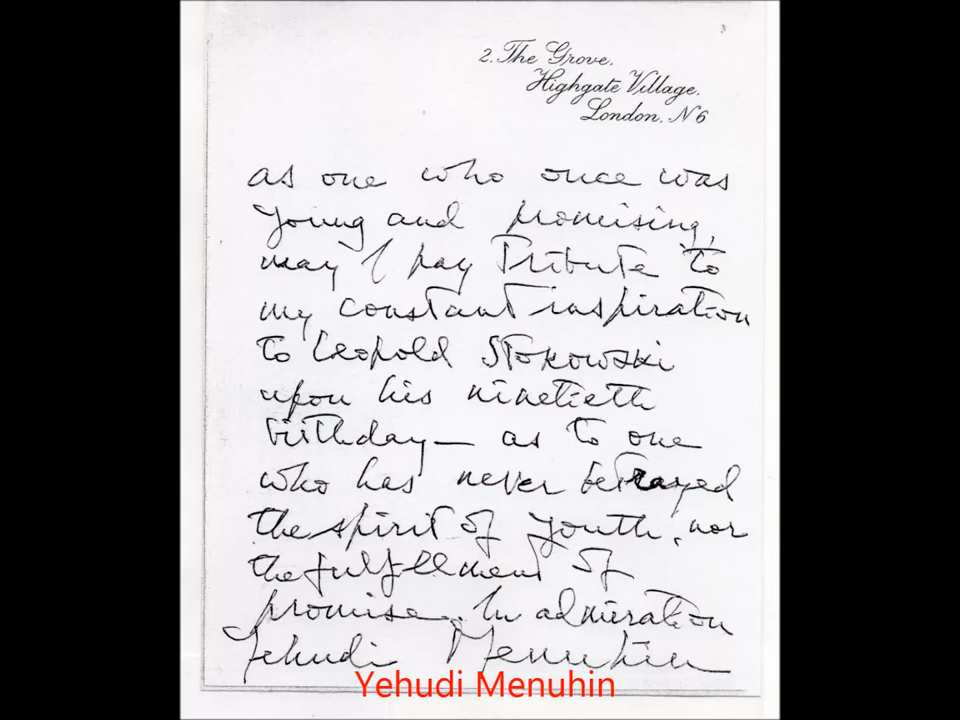 2. The Grove.
Highgate Village.
London. N6
as one who once was
young and promising,
may I pay Tribute to
my constant inspiration
to Leopold Stokowski
upon his ninetieth
birthday — as to one
who has never betrayed
the spirit of youth, nor
the fulfillment of
promise. In admiration
Yehudi Menuhin
Yehudi Menuhin